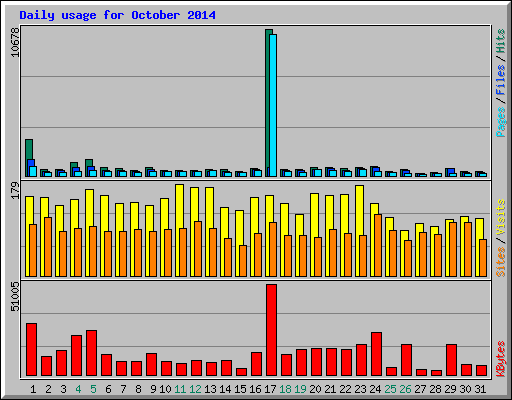 Daily usage for October 2014
10678
Pages / Files / Hits
179
Sites / Visits
51005
KBytes
1 2 3 4 5 6 7 8 9 10 11 12 13 14 15 16 17 18 19 20 21 22 23 24 25 26 27 28 29 30 31